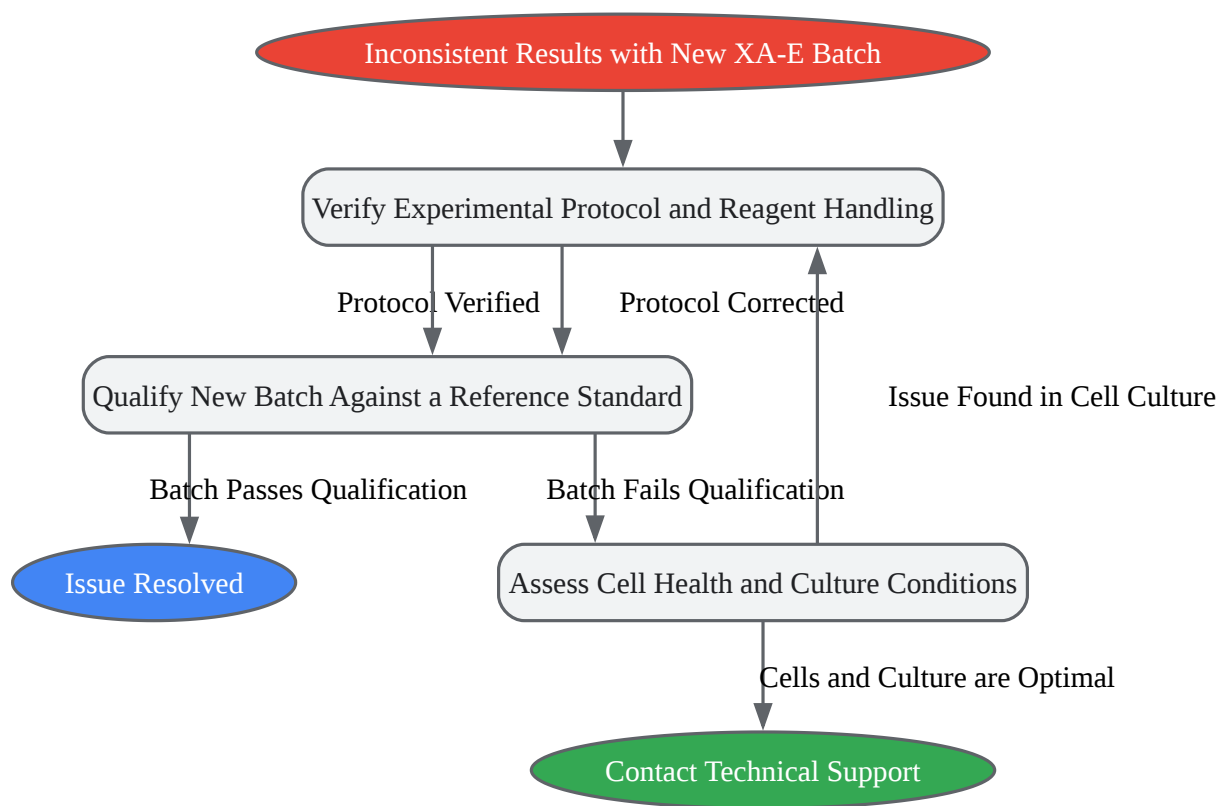 Inconsistent Results with New XA-E Batch
Verify Experimental Protocol and Reagent Handling
Protocol Verified
Protocol Corrected
Qualify New Batch Against a Reference Standard
Issue Found in Cell Culture
Batch Passes Qualification
Batch Fails Qualification
Issue Resolved
Assess Cell Health and Culture Conditions
Cells and Culture are Optimal
Contact Technical Support